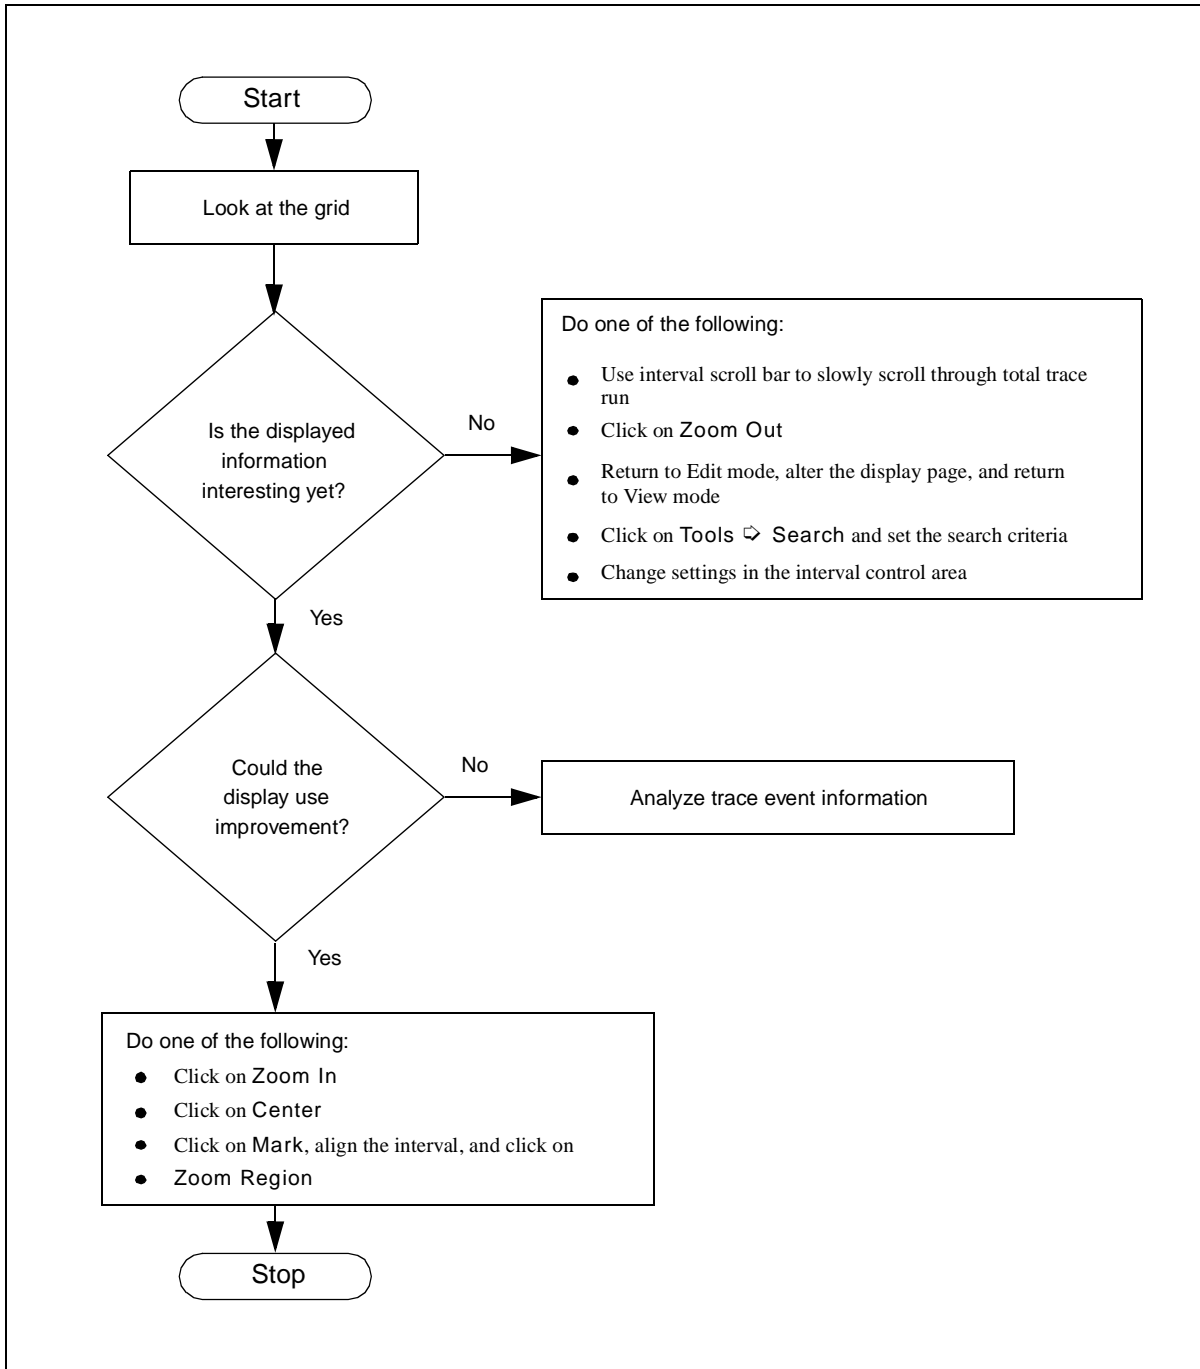 Start
Look at the grid
Is the displayed
information
interesting yet?
No
Do one of the following:
● Use interval scroll bar to slowly scroll through total trace
run
● Click on Zoom Out
● Return to Edit mode, alter the display page, and return
to View mode
● Click on Tools ➪ Search and set the search criteria
● Change settings in the interval control area
Yes
Could the
display use
improvement?
No
Analyze trace event information
Yes
Do one of the following:
● Click on Zoom In
● Click on Center
● Click on Mark, align the interval, and click on
● Zoom Region
Stop